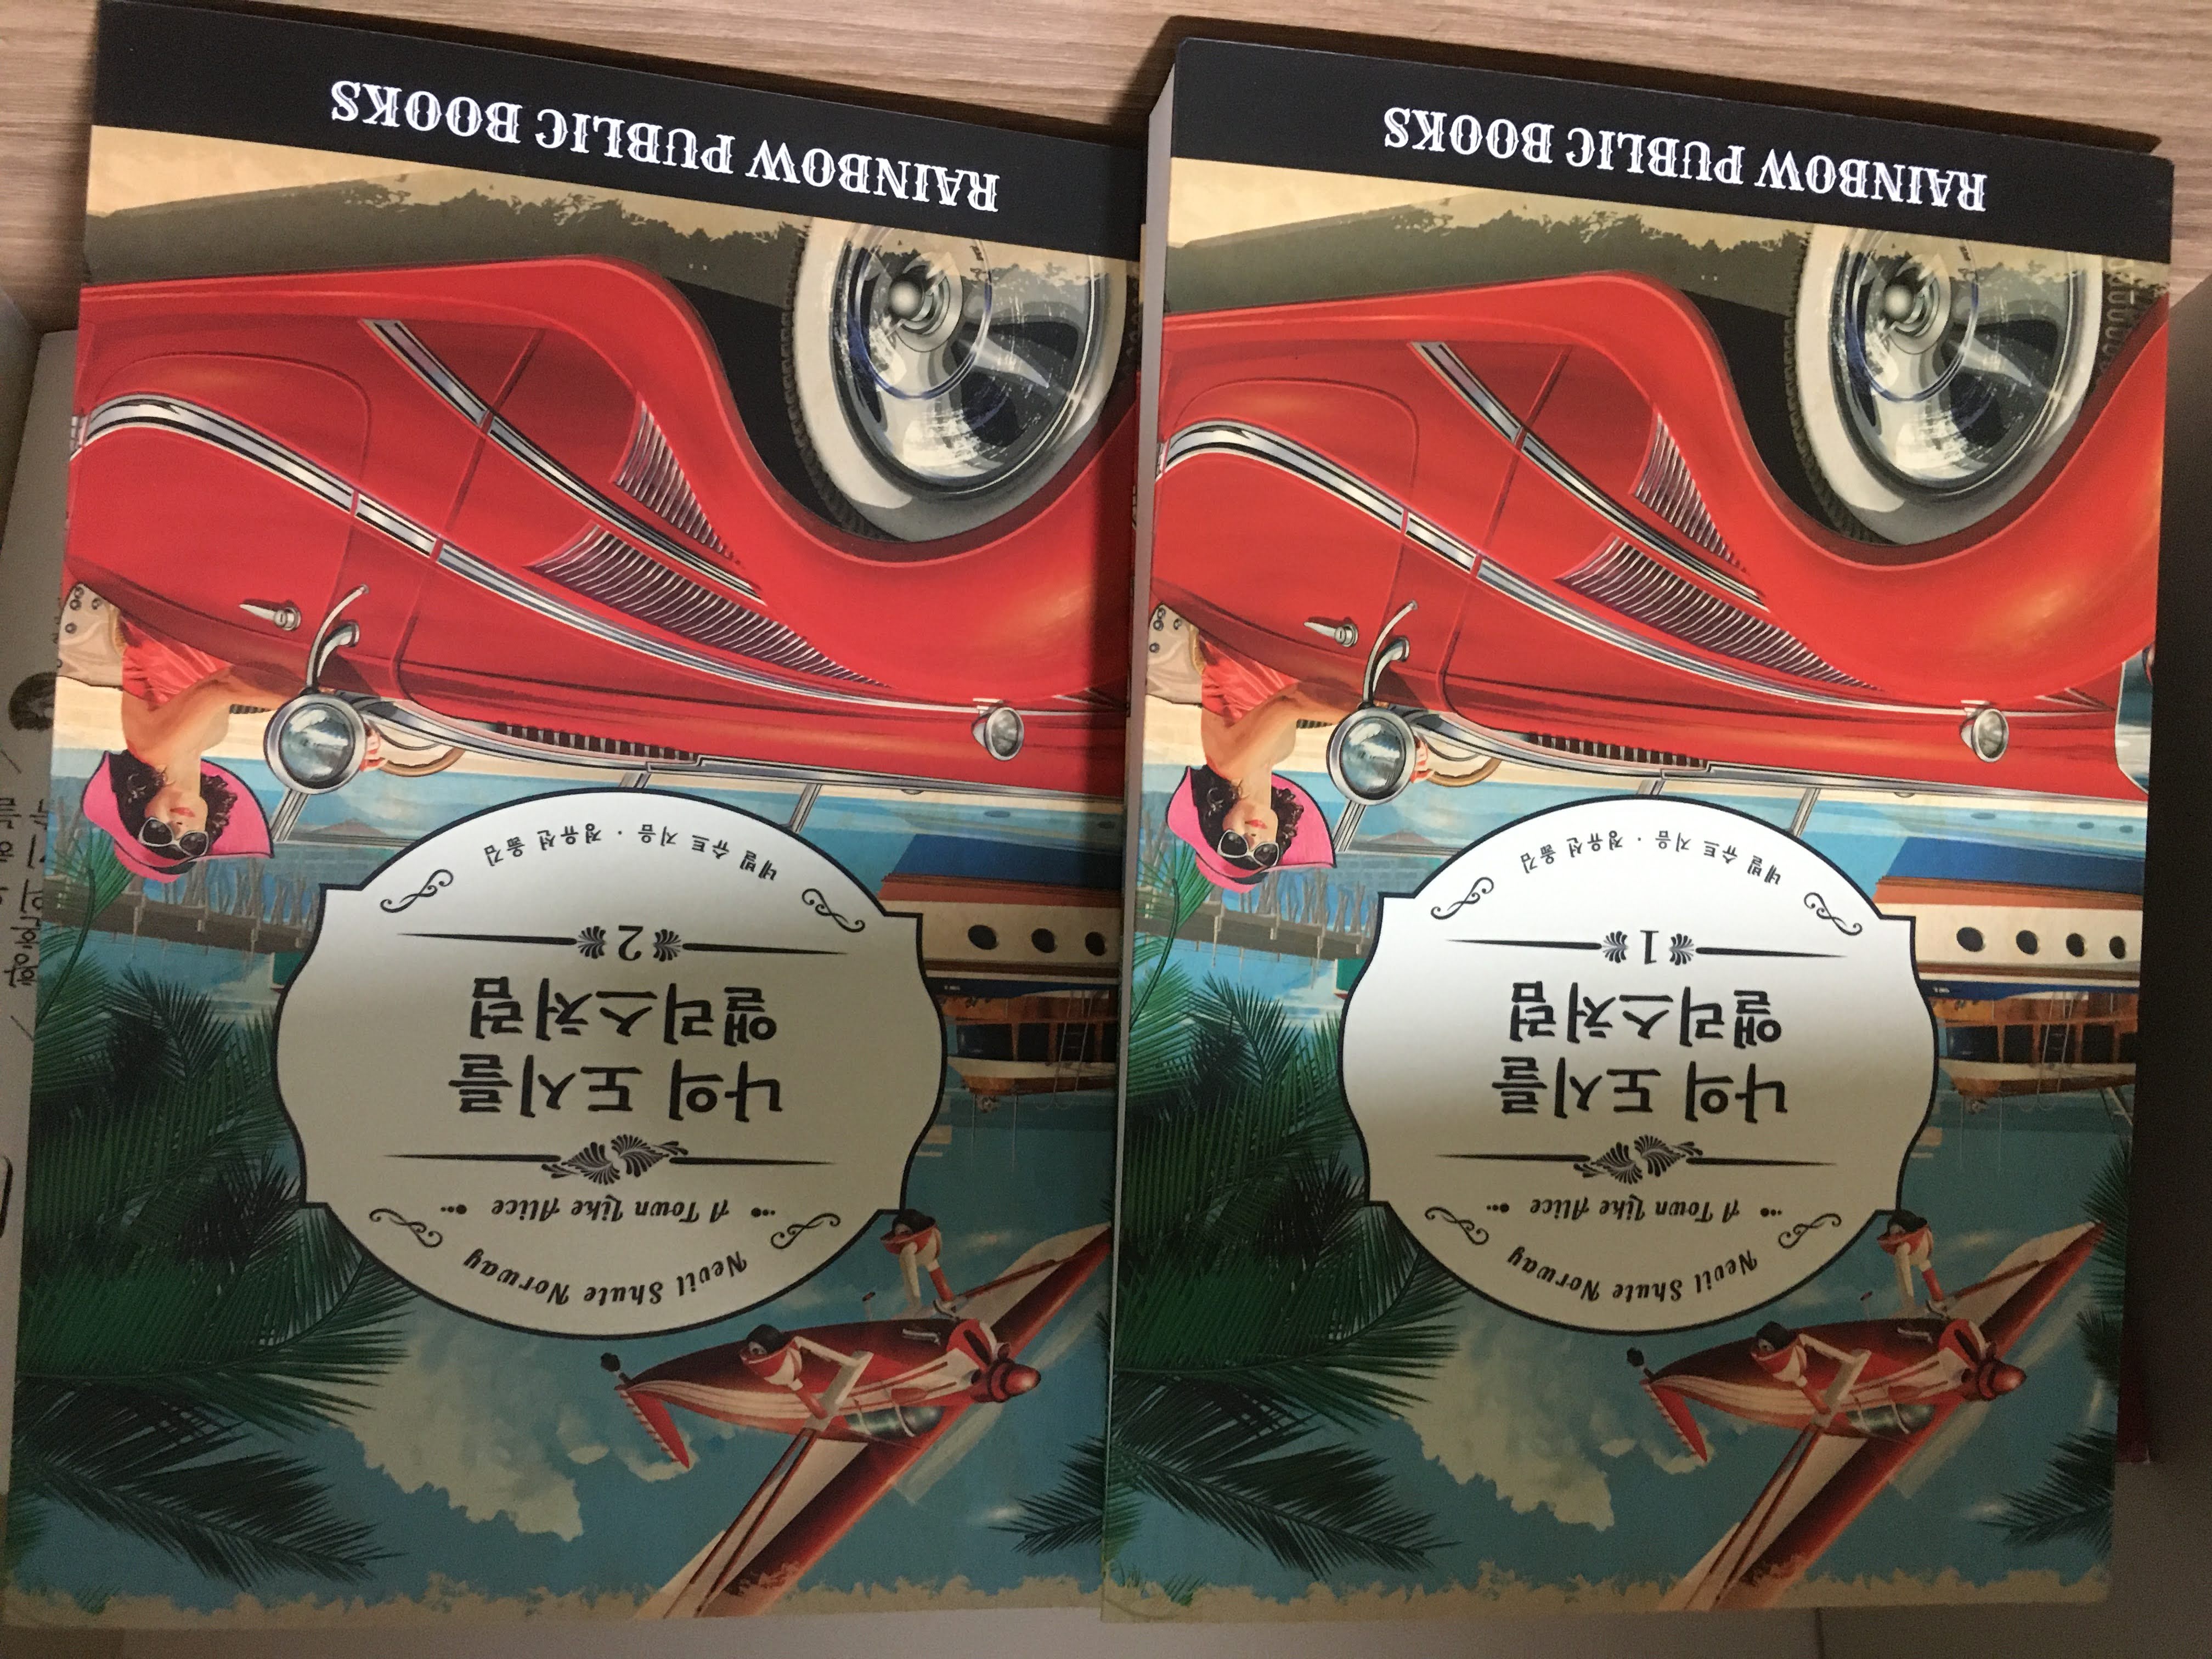 Nevil Shute Norway
A Town Like Alice
나의 도시를
앨리스처럼
1
네빌 슈트 지음 · 정유선 옮김
RAINBOW PUBLIC BOOKS
Nevil Shute Norway
A Town Like Alice
나의 도시를
앨리스처럼
2
네빌 슈트 지음 · 정유선 옮김
RAINBOW PUBLIC BOOKS